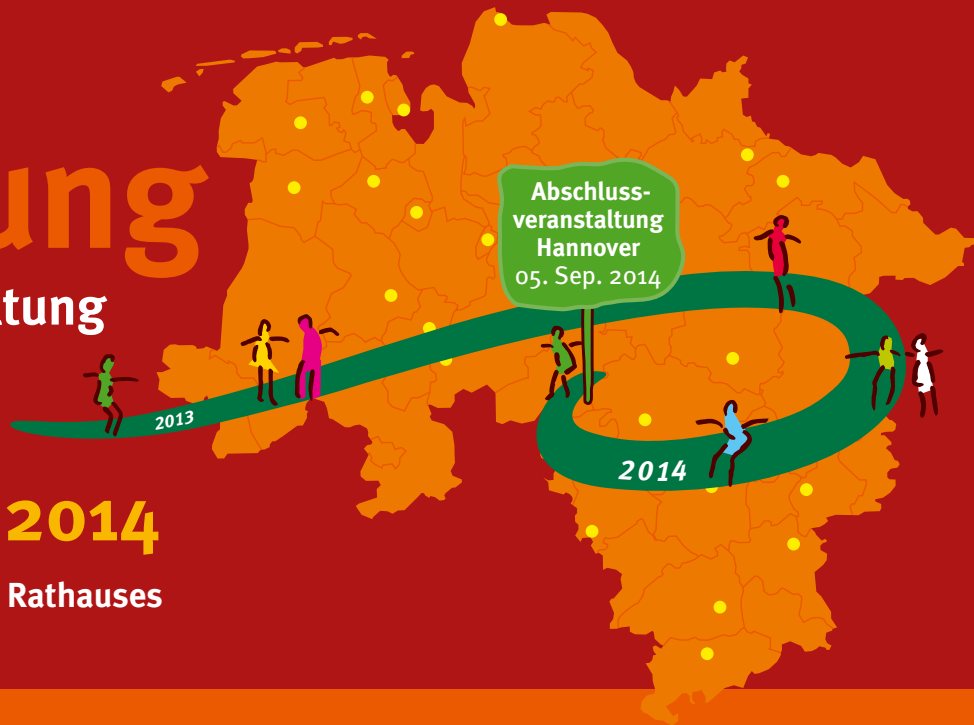 ung
tung
Abschluss-
veranstaltung
Hannover
05. Sep. 2014
2013
2014
2014
Rathauses